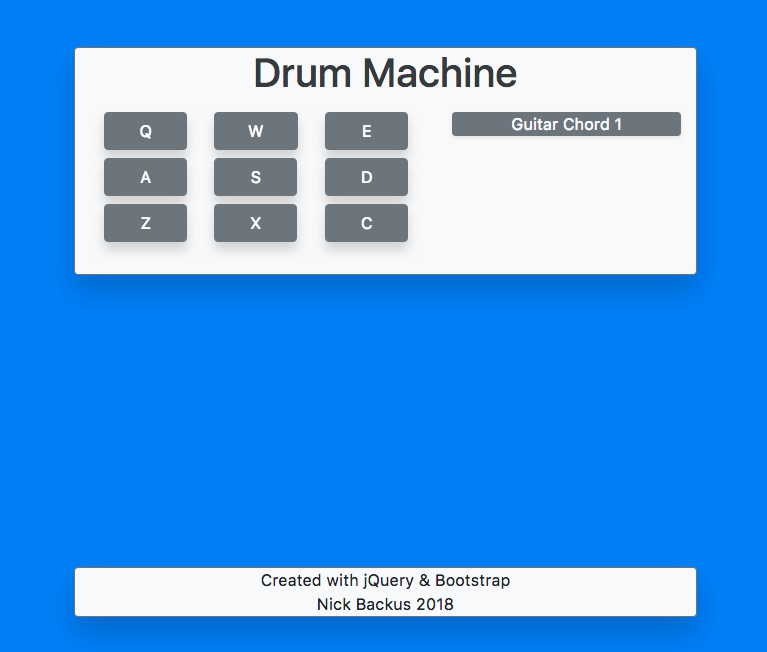 Drum Machine
Q W E
Guitar Chord 1
A S D
Z X C
Created with jQuery & Bootstrap
Nick Backus 2018